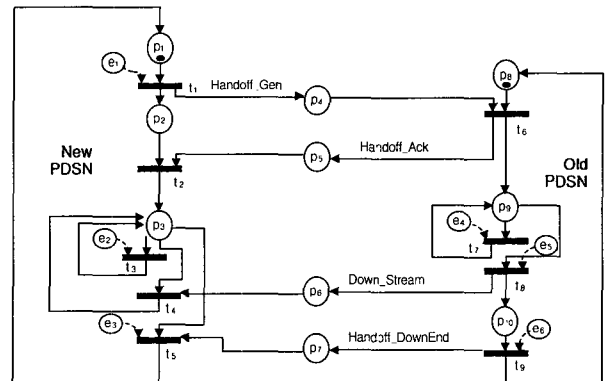 p1
e1
t1
Handoff_Gen
p4
p8
t6
p2
New
PDSN
Handoff_Ack
p5
t2
Old
PDSN
p3
p9
e2
t3
e4
t7
e5
t8
Down_Stream
p6
t4
e3
p10
e6
Handoff_DownEnd
p7
t5
t9